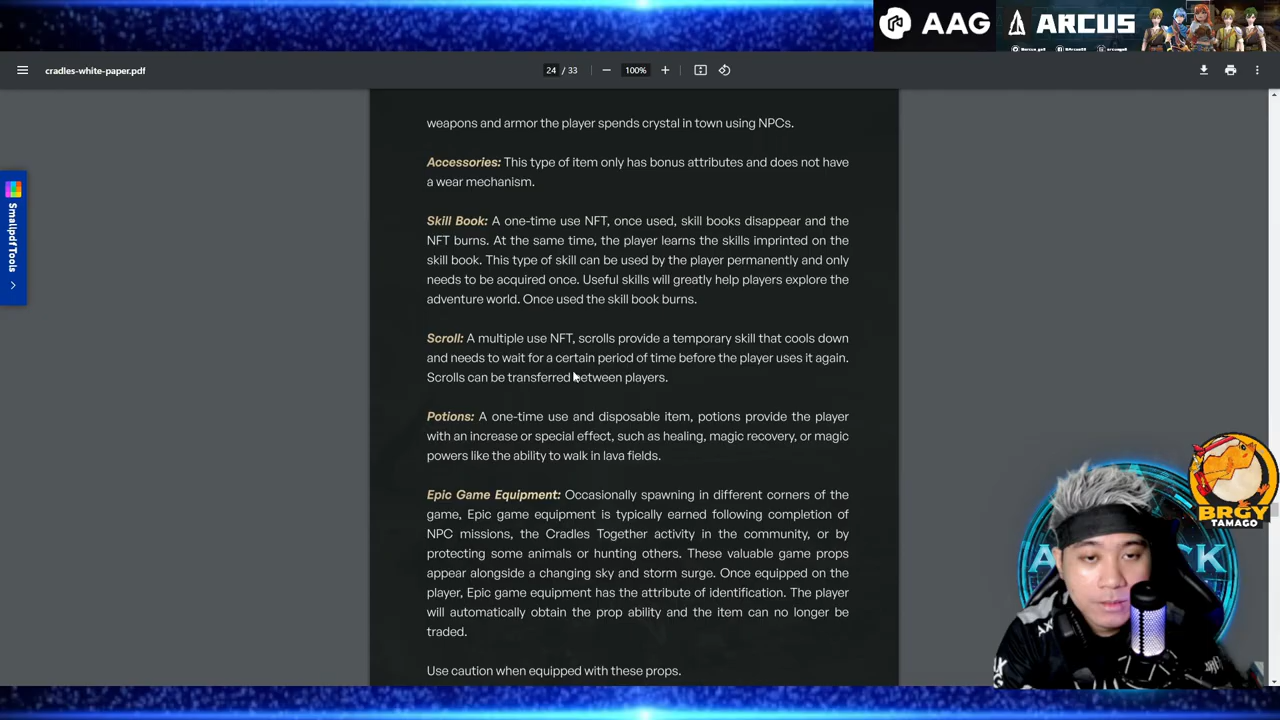 AAG
ARCUS
cradles-white-paper.pdf
24 / 33
100%
Smallpdf Tools
weapons and armor the player spends crystal in town using NPCs.
Accessories: This type of item only has bonus attributes and does not have
a wear mechanism.
Skill Book: A one-time use NFT, once used, skill books disappear and the
NFT burns. At the same time, the player learns the skills imprinted on the
skill book. This type of skill can be used by the player permanently and only
needs to be acquired once. Useful skills will greatly help players explore the
adventure world. Once used the skill book burns.
Scroll: A multiple use NFT, scrolls provide a temporary skill that cools down
and needs to wait for a certain period of time before the player uses it again.
Scrolls can be transferred between players.
Potions: A one-time use and disposable item, potions provide the player
with an increase or special effect, such as healing, magic recovery, or magic
powers like the ability to walk in lava fields.
Epic Game Equipment: Occasionally spawning in different corners of the
game, Epic game equipment is typically earned following completion of
NPC missions, the Cradles Together activity in the community, or by
protecting some animals or hunting others. These valuable game props
appear alongside a changing sky and storm surge. Once equipped on the
player, Epic game equipment has the attribute of identification. The player
will automatically obtain the prop ability and the item can no longer be
traded.
Use caution when equipped with these props.
BRGY
TAMAGO